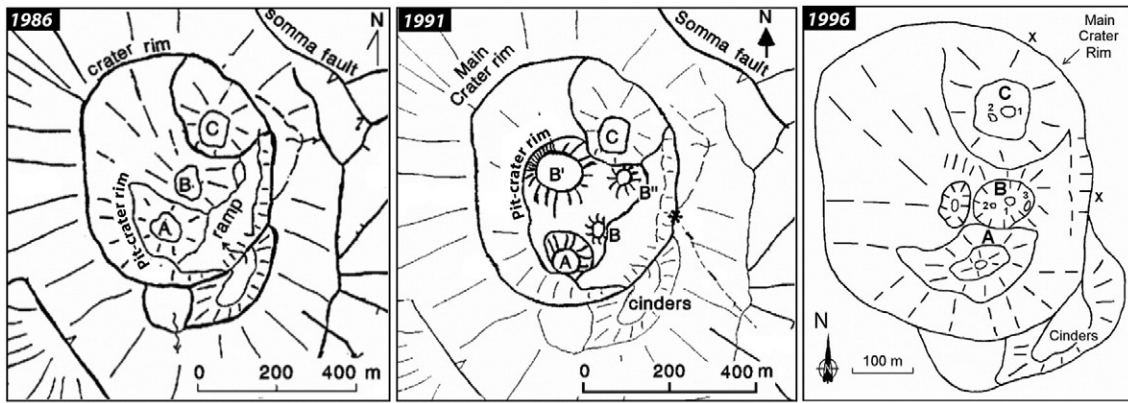 1986
N
crater rim
Somma fault
C
B
Pit-crater rim
A
ramp
0 200 400 m
1991
N
Main
Crater rim
Somma fault
C
Pit-crater rim
B'
B"
B
*
A
cinders
0 200 400 m
1996
x
Main
Crater
Rim
C
2
1
x
B
2
3
A
N
100 m
Cinders